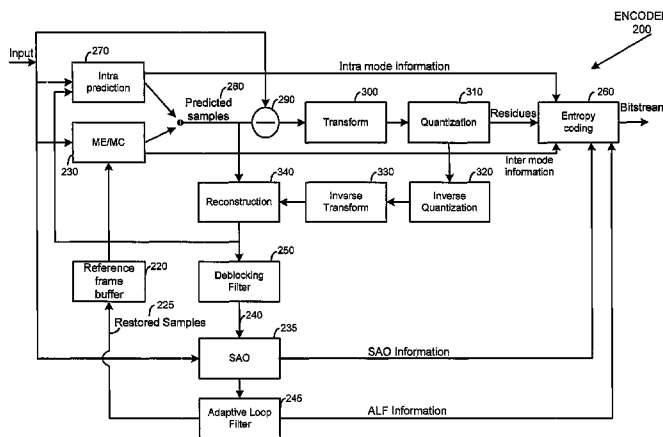 ENCODER
200
Input
270
Intra
prediction
Intra mode information
280
Predicted
samples
290
300
Transform
310
Quantization
Residues
260
Entropy
coding
Bitstream
ME/MC
230
Inter mode
information
340
Reconstruction
330
Inverse
Transform
320
Inverse
Quantization
250
Deblocking
Filter
Reference
frame
buffer
220
225
Restored Samples
240
235
SAO
SAO Information
245
Adaptive Loop
Filter
ALF Information